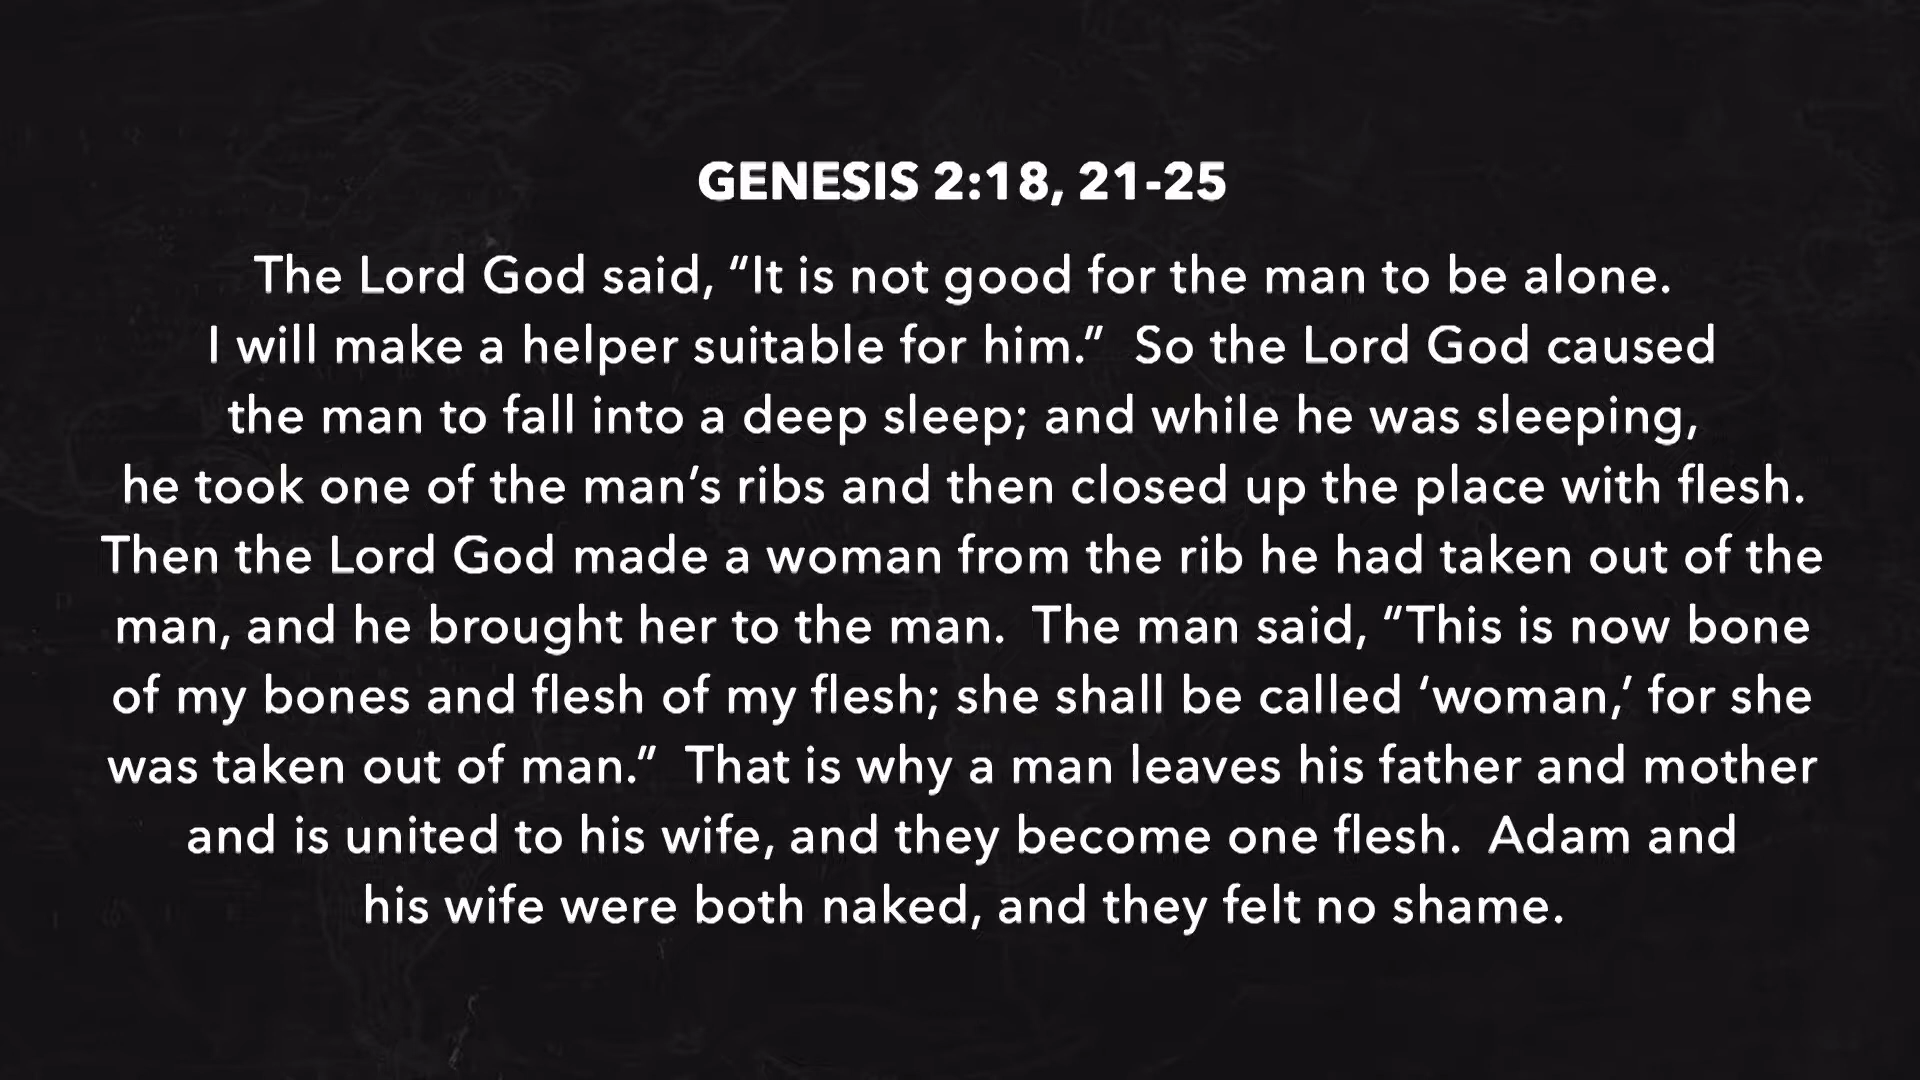 GENESIS 2:18, 21-25
The Lord God said, “It is not good for the man to be alone.
I will make a helper suitable for him.”  So the Lord God caused
the man to fall into a deep sleep; and while he was sleeping,
he took one of the man’s ribs and then closed up the place with flesh.
Then the Lord God made a woman from the rib he had taken out of the
man, and he brought her to the man.  The man said, “This is now bone
of my bones and flesh of my flesh; she shall be called ‘woman,’ for she
was taken out of man.”  That is why a man leaves his father and mother
and is united to his wife, and they become one flesh.  Adam and
his wife were both naked, and they felt no shame.